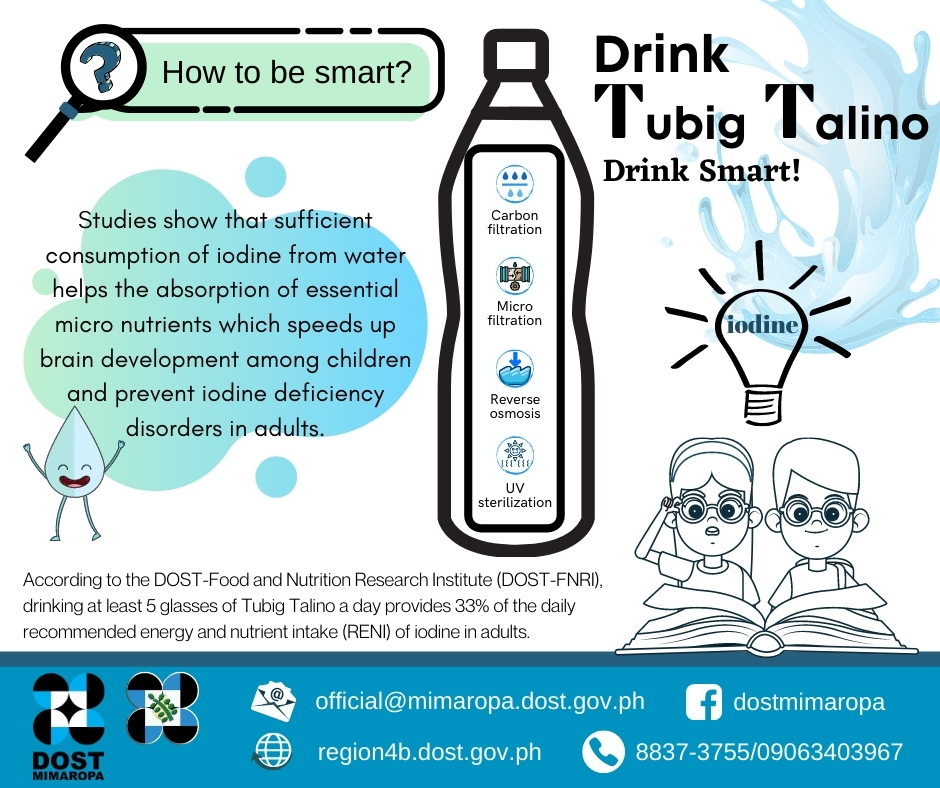 How to be smart?
Drink
Tubig Talino
Drink Smart!
Studies show that sufficient
consumption of iodine from water
helps the absorption of essential
micro nutrients which speeds up
brain development among children
and prevent iodine deficiency
disorders in adults.
Carbon
filtration
Micro
filtration
Reverse
osmosis
UV
sterilization
iodine
According to the DOST-Food and Nutrition Research Institute (DOST-FNRI),
drinking at least 5 glasses of Tubig Talino a day provides 33% of the daily
recommended energy and nutrient intake (RENI) of iodine in adults.
DOST
MIMAROPA
official@mimaropa.dost.gov.ph
dostmimaropa
region4b.dost.gov.ph
8837-3755/09063403967